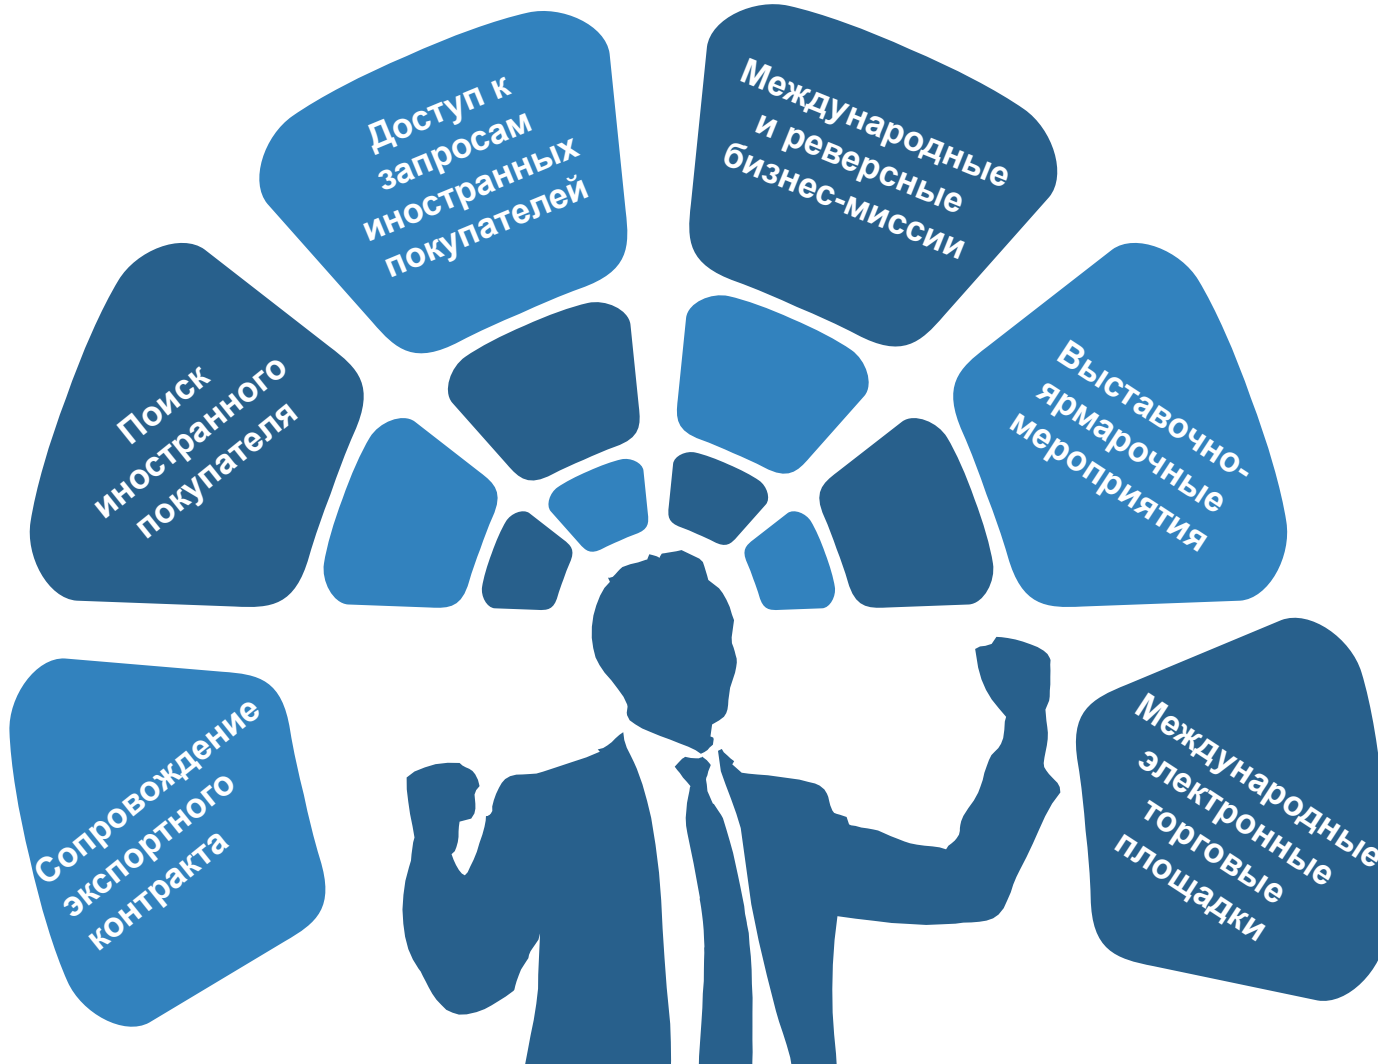 Доступ к
запросам
иностранных
покупателей
Международные
и реверсные
бизнес-миссии
Поиск
иностранного
покупателя
Выставочно-
ярмарочные
мероприятия
Сопровождение
экспортного
контракта
Международные
электронные
торговые
площадки